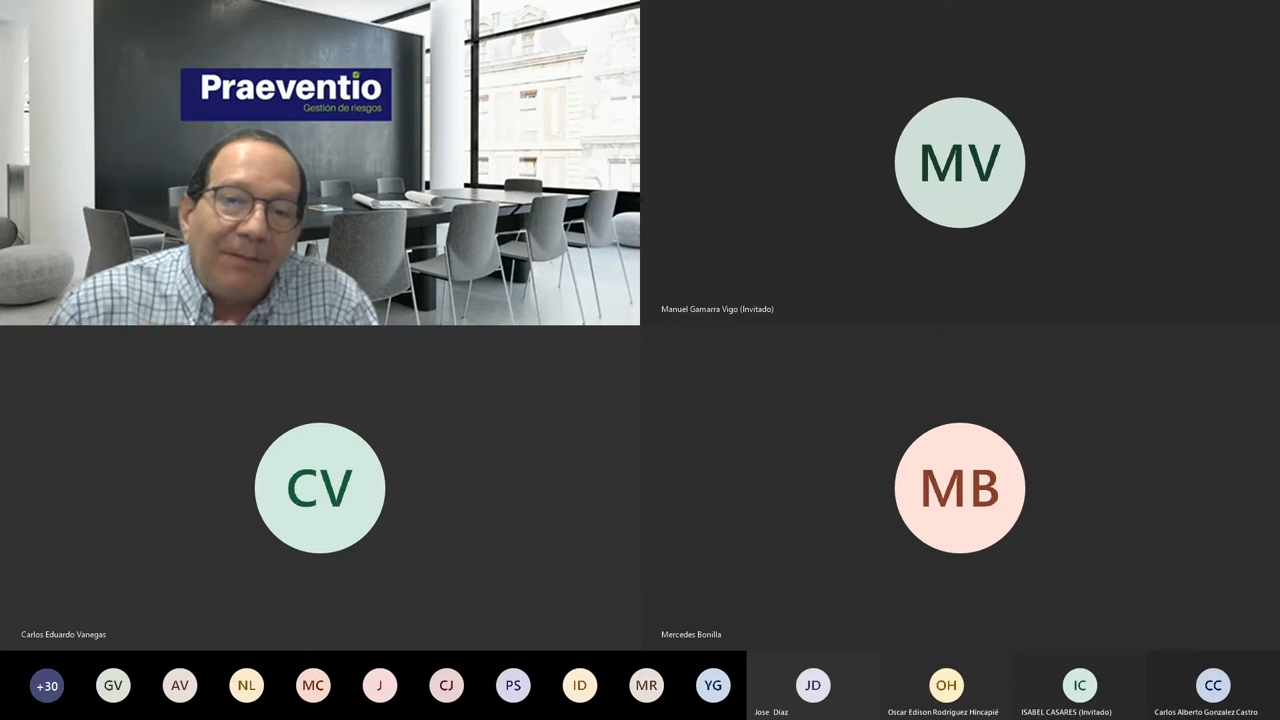 Praeventio
Gestión de riesgos
MV
Manuel Gamarra Vigo (Invitado)
CV
Carlos Eduardo Vanegas
MB
Mercedes Bonilla
+30
GV
AV
NL
MC
J
CJ
PS
ID
MR
YG
JD
Jose Diaz
OH
Oscar Edison Rodríguez Hincapié
IC
ISABEL CASARES (Invitado)
CC
Carlos Alberto Gonzalez Castro